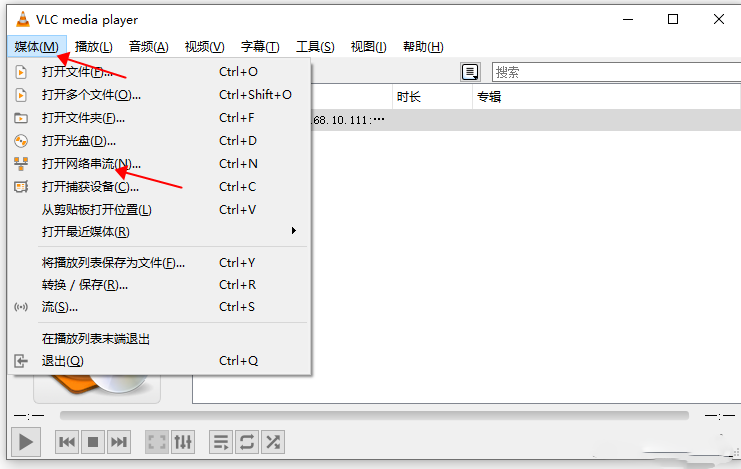 VLC media player
媒体(M) 播放(L) 音频(A) 视频(V) 字幕(T) 工具(S) 视图(I) 帮助(H)
打开文件(F)... Ctrl+O
搜索
打开多个文件(O)... Ctrl+Shift+O
时长 专辑
打开文件夹(F)... Ctrl+F
68.10.111:⋯
打开光盘(D)... Ctrl+D
打开网络串流(N)... Ctrl+N
打开捕获设备(C)... Ctrl+C
从剪贴板打开位置(L) Ctrl+V
打开最近媒体(R)
将播放列表保存为文件(F)... Ctrl+Y
转换 / 保存(R)... Ctrl+R
流(S)... Ctrl+S
在播放列表末端退出
退出(Q) Ctrl+Q
--:-- --:--